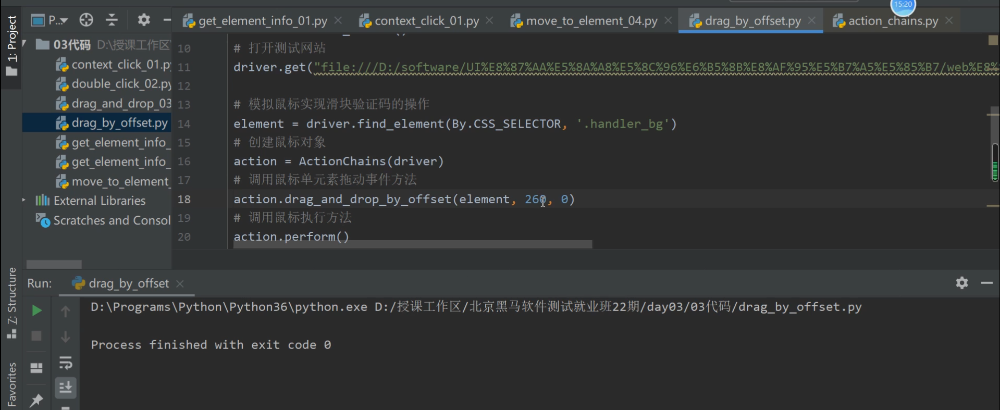 15:20
1: Project
P...
get_element_info_01.py
context_click_01.py
move_to_element_04.py
drag_by_offset.py
action_chains.py
03代码 D:\授课工作区
context_click_01.p
double_click_02.py
drag_and_drop_03
drag_by_offset.py
get_element_info_
get_element_info_
move_to_element_
External Libraries
Scratches and Consol
10 # 打开测试网站
11 driver.get("file:///D:/software/UI%E8%87%AA%E5%8A%A8%E5%8C%96%E6%B5%8B%E8%AF%95%E5%B7%A5%E5%85%B7/web%E8%
12
13 # 模拟鼠标实现滑块验证码的操作
14 element = driver.find_element(By.CSS_SELECTOR, '.handler_bg')
15 # 创建鼠标对象
16 action = ActionChains(driver)
17 # 调用鼠标单元素拖动事件方法
18 action.drag_and_drop_by_offset(element, 260, 0)
19 # 调用鼠标执行方法
20 action.perform()
Z: Structure
Favorites
Run: drag_by_offset
D:\Programs\Python\Python36\python.exe D:/授课工作区/北京黑马软件测试就业班22期/day03/03代码/drag_by_offset.py
Process finished with exit code 0